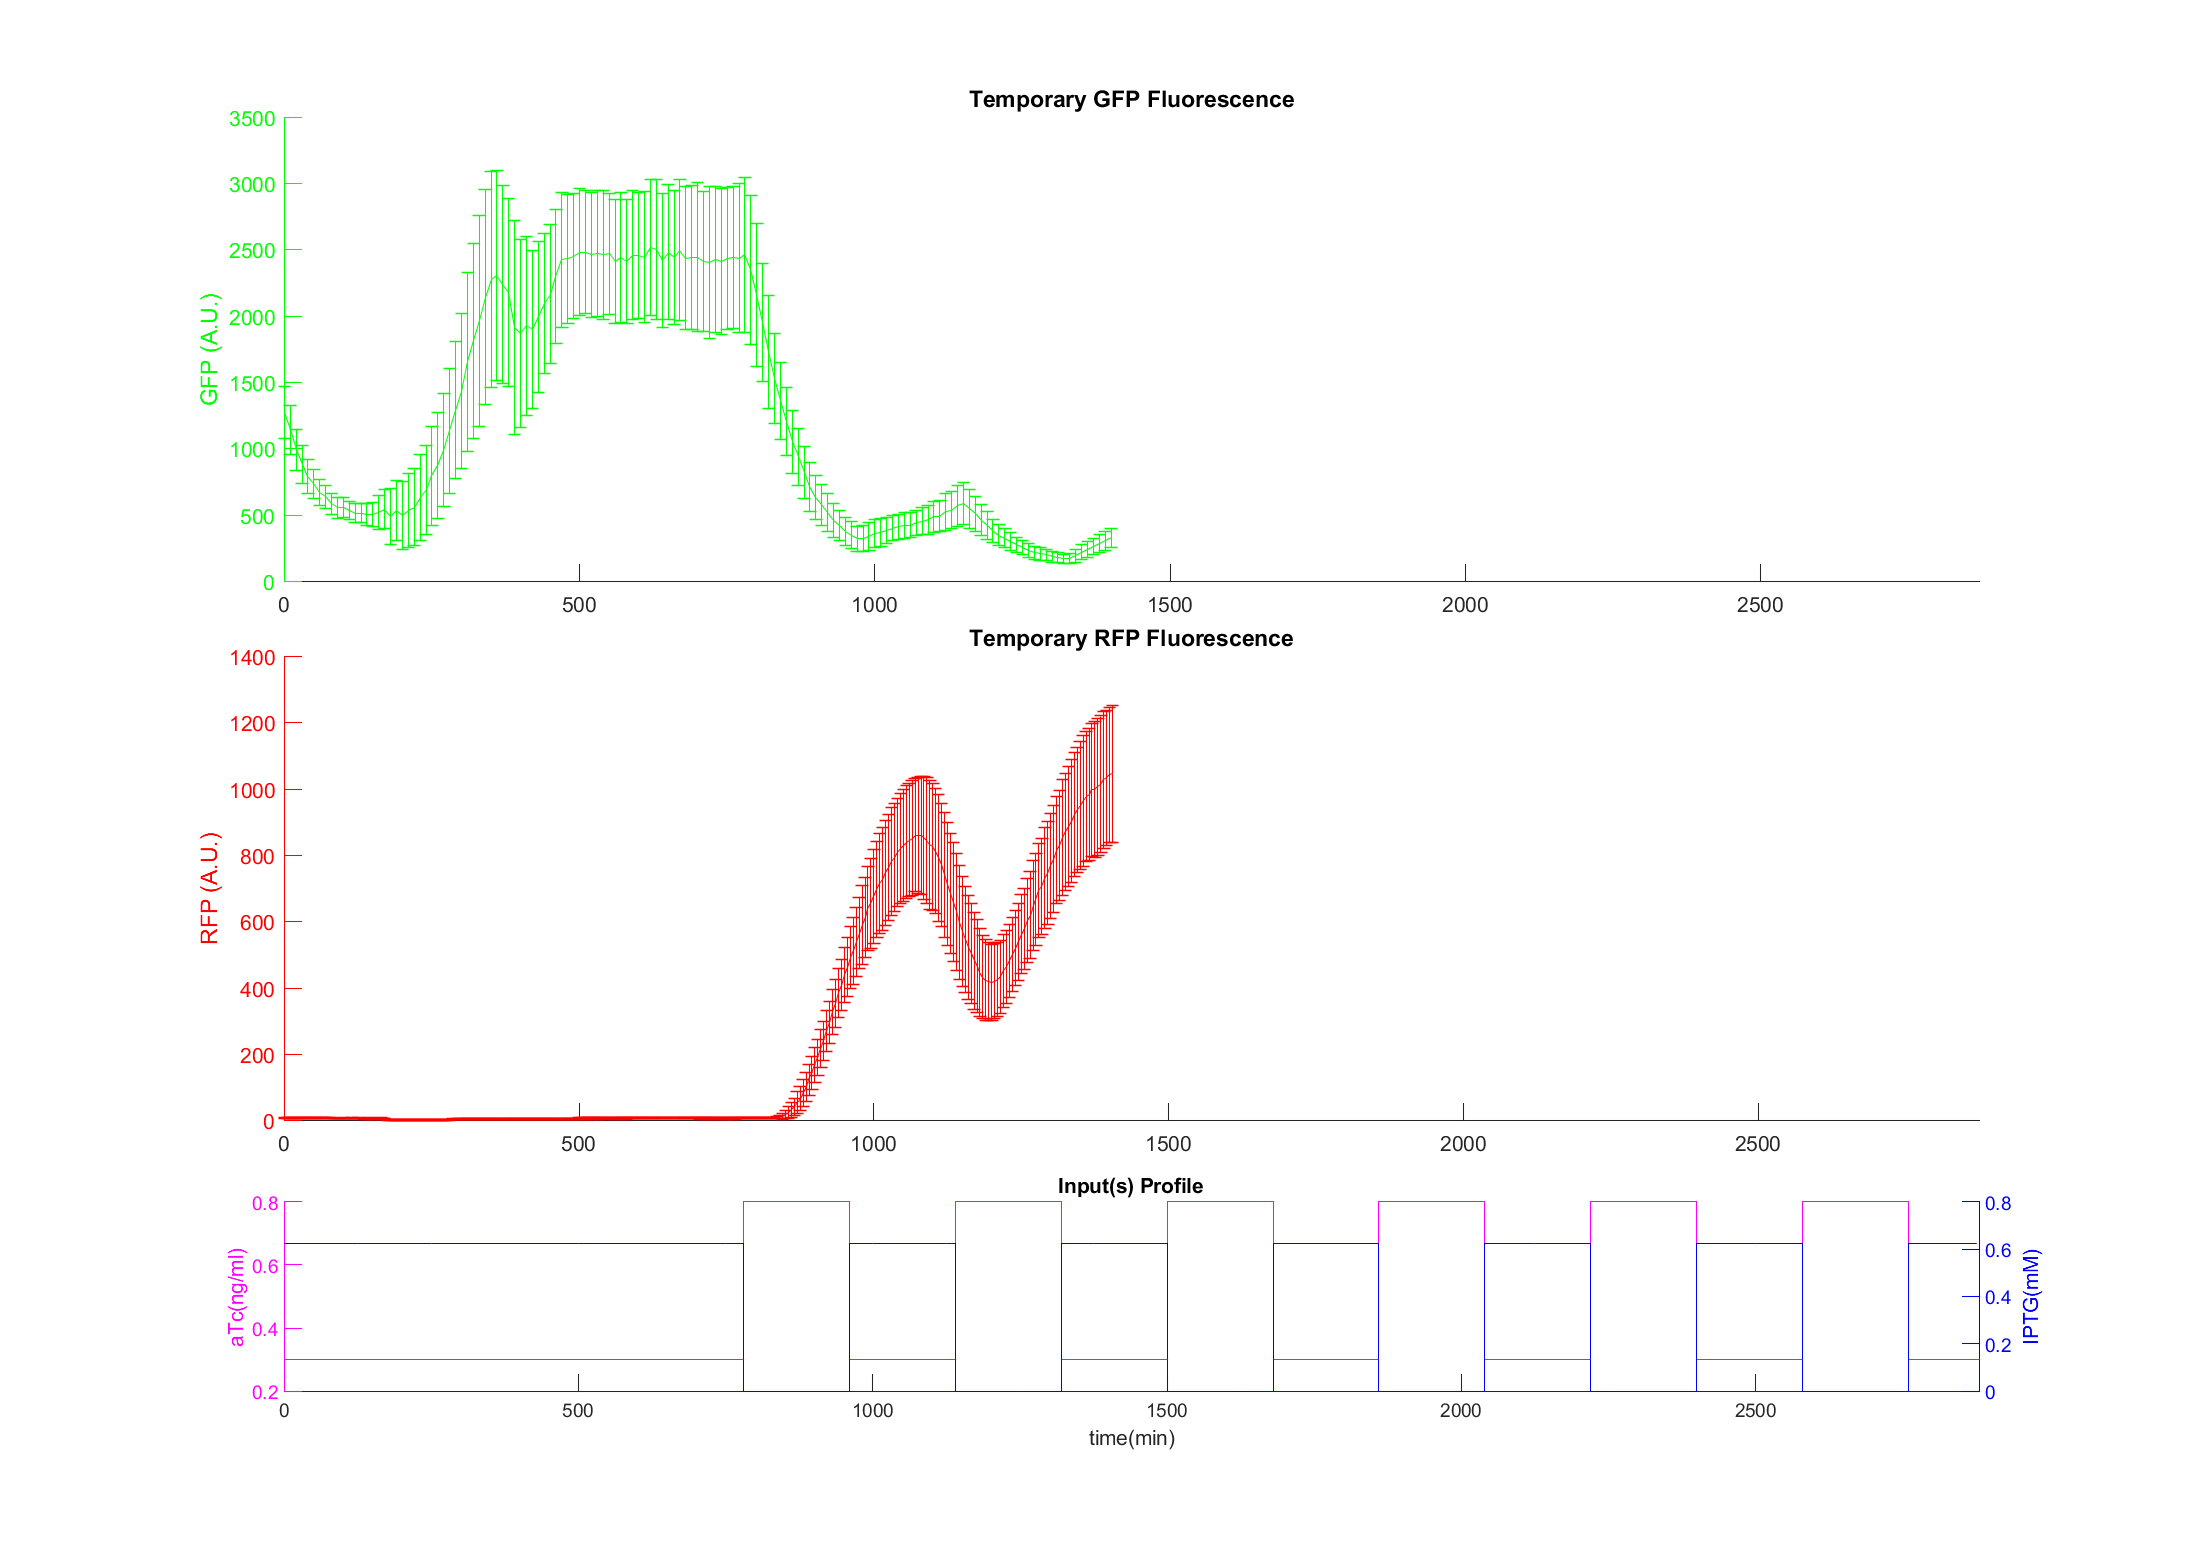 Temporary GFP Fluorescence
3500
3000
2500
2000
1500
1000
500
0
GFP (A.U.)
0 500 1000 1500 2000 2500
Temporary RFP Fluorescence
1400
1200
1000
800
600
400
200
0
RFP (A.U.)
0 500 1000 1500 2000 2500
Input(s) Profile
0.8
0.6
0.4
0.2
aTc(ng/ml)
0.8
0.6
0.4
0.2
0
IPTG(mM)
0 500 1000 1500 2000 2500
time(min)